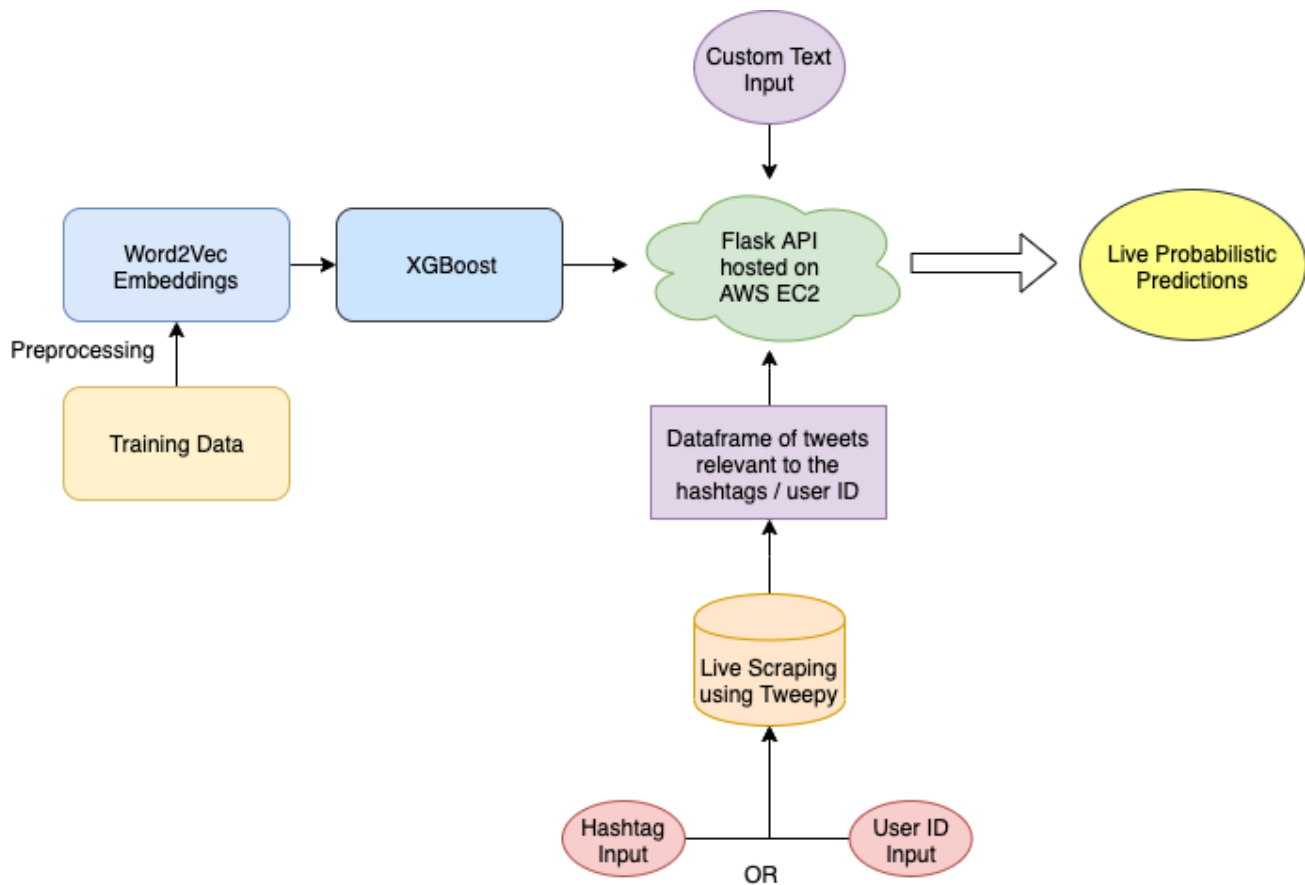 Custom Text
Input
Word2Vec
Embeddings
XGBoost
Flask API
hosted on
AWS EC2
Live Probabilistic
Predictions
Preprocessing
Training Data
Dataframe of tweets
relevant to the
hashtags / user ID
Live Scraping
using Tweepy
Hashtag
Input
User ID
Input
OR